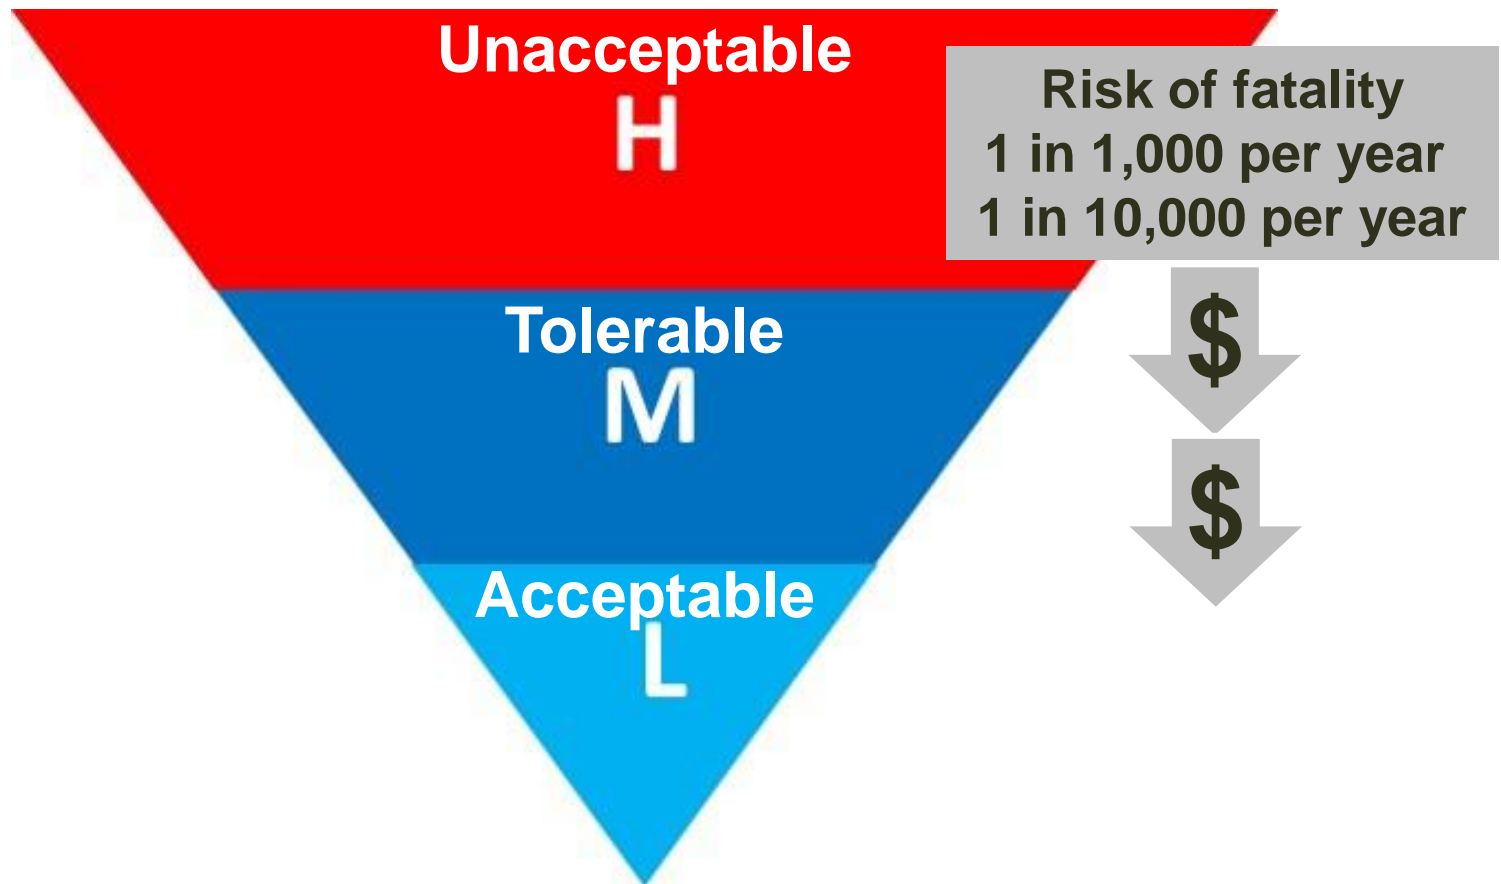 Unacceptable
H
Risk of fatality
1 in 1,000 per year
1 in 10,000 per year
Tolerable
M
$
$
Acceptable
L